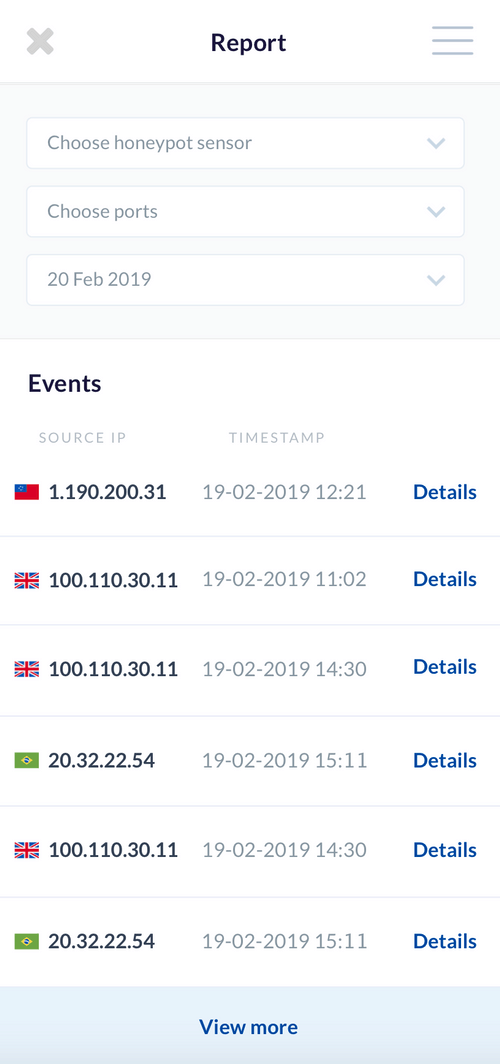 Report
Choose honeypot sensor
Choose ports
20 Feb 2019
Events
SOURCE IP TIMESTAMP
1.190.200.31 19-02-2019 12:21 Details
100.110.30.11 19-02-2019 11:02 Details
100.110.30.11 19-02-2019 14:30 Details
20.32.22.54 19-02-2019 15:11 Details
100.110.30.11 19-02-2019 14:30 Details
20.32.22.54 19-02-2019 15:11 Details
View more